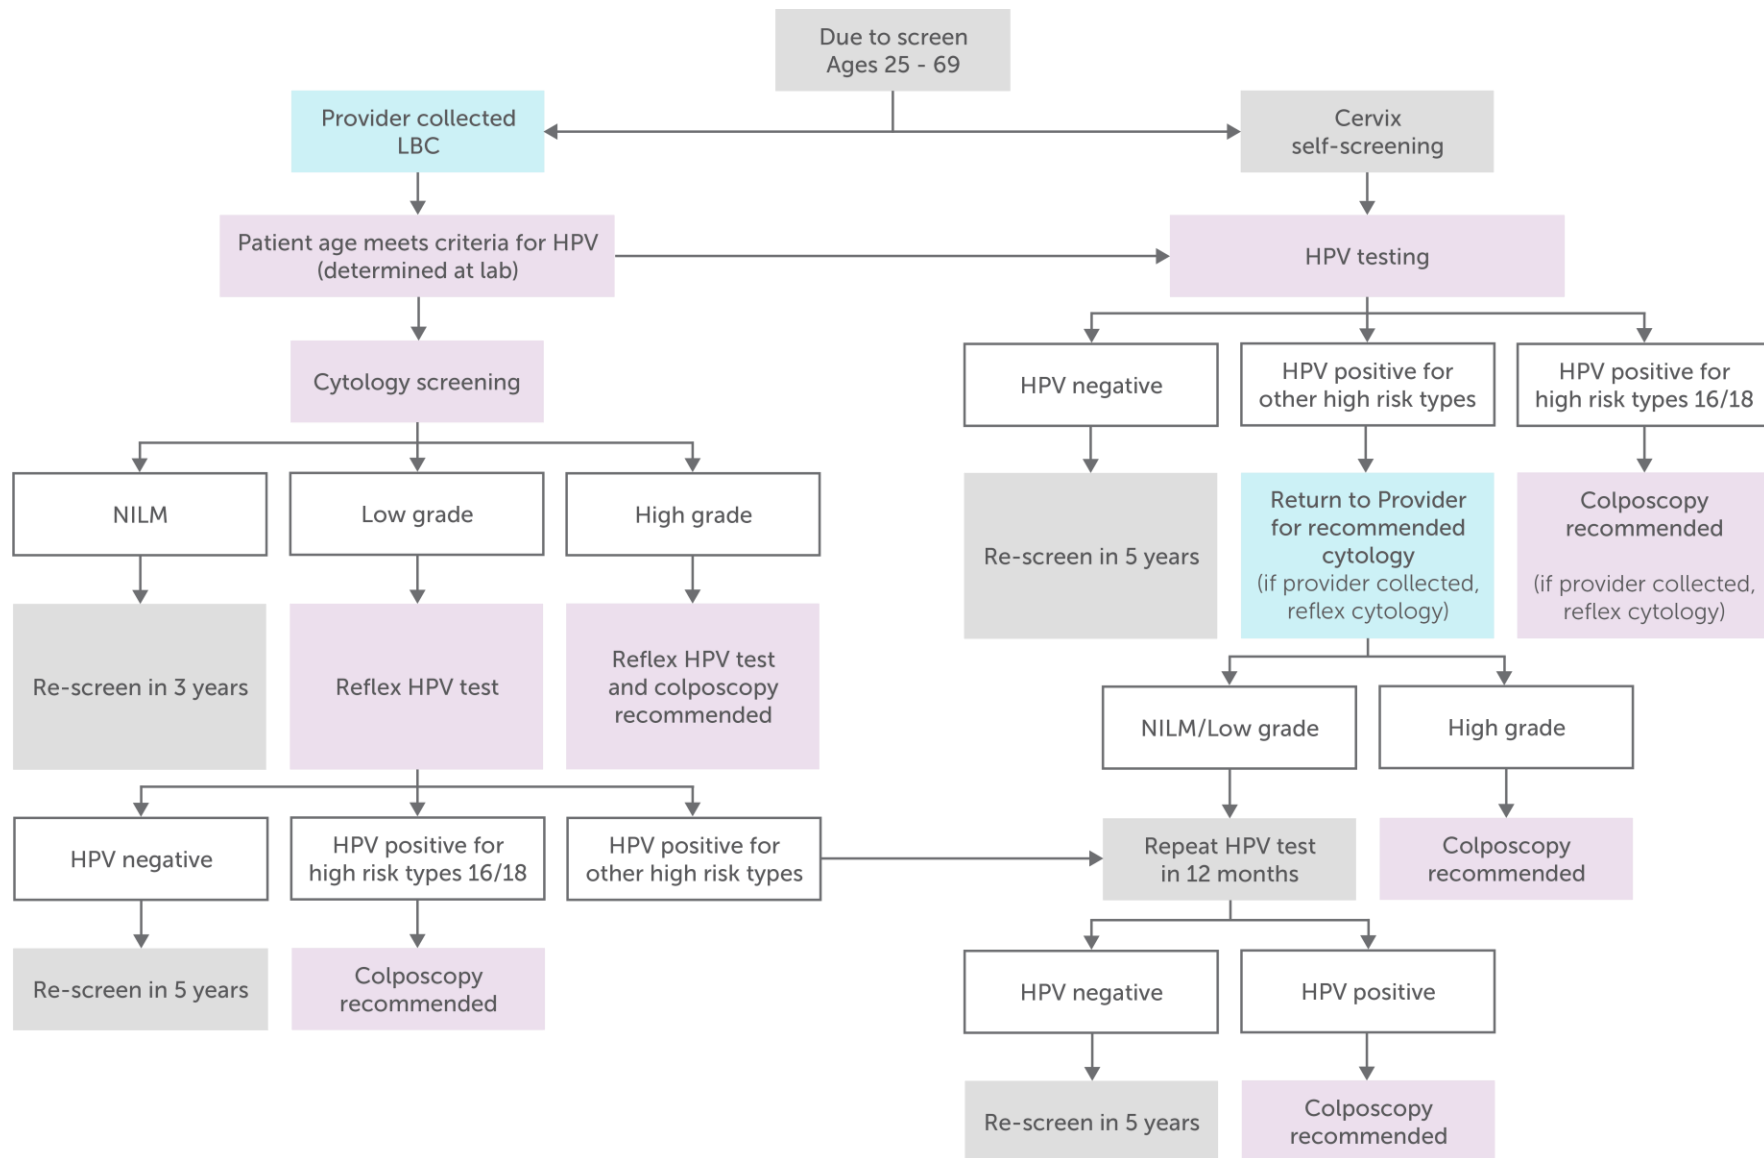 Due to screen
Ages 25 - 69
Provider collected
LBC
Cervix
self-screening
Patient age meets criteria for HPV
(determined at lab)
HPV testing
Cytology screening
HPV negative
HPV positive for
other high risk types
HPV positive for
high risk types 16/18
NILM
Low grade
High grade
Re-screen in 5 years
Return to Provider
for recommended
cytology
(if provider collected,
reflex cytology)
Colposcopy
recommended
(if provider collected,
reflex cytology)
Re-screen in 3 years
Reflex HPV test
Reflex HPV test
and colposcopy
recommended
NILM/Low grade
High grade
HPV negative
HPV positive for
high risk types 16/18
HPV positive for
other high risk types
Repeat HPV test
in 12 months
Colposcopy
recommended
Re-screen in 5 years
Colposcopy
recommended
HPV negative
HPV positive
Re-screen in 5 years
Colposcopy
recommended